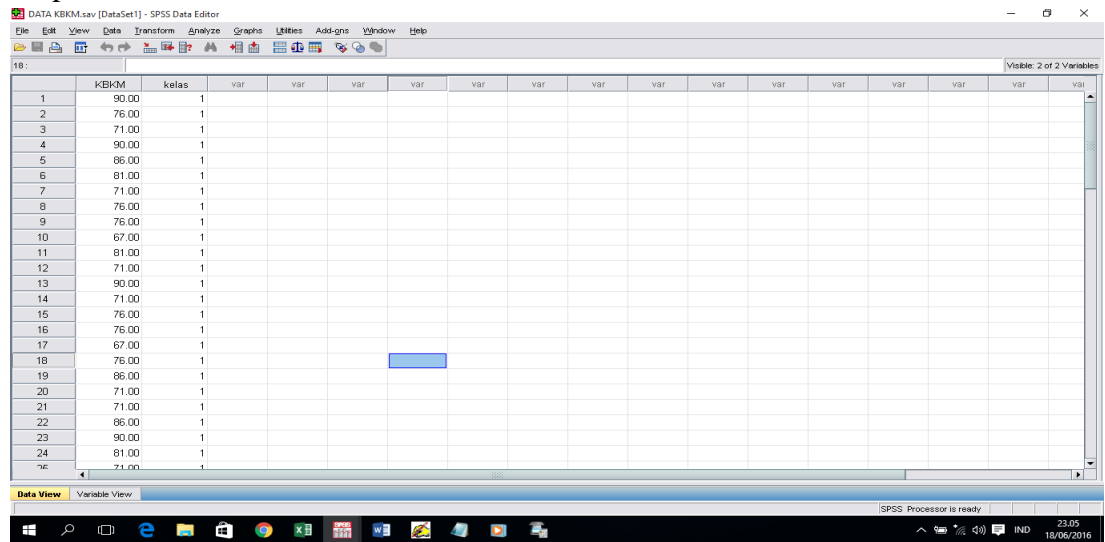 DATA KBKM.sav [DataSet1] - SPSS Data Editor
File Edit View Data Transform Analyze Graphs Utilities Add-ons Window Help
18 : Visible: 2 of 2 Variables
KBKM kelas var var var var var var var var var var var var var var
1 90.00 1
2 76.00 1
3 71.00 1
4 90.00 1
5 86.00 1
6 81.00 1
7 71.00 1
8 76.00 1
9 76.00 1
10 67.00 1
11 81.00 1
12 71.00 1
13 90.00 1
14 71.00 1
15 76.00 1
16 76.00 1
17 67.00 1
18 76.00 1
19 86.00 1
20 71.00 1
21 71.00 1
22 86.00 1
23 90.00 1
24 81.00 1
71.00 1
Data View Variable View
SPSS Processor is ready
IND 23.05
18/06/2016